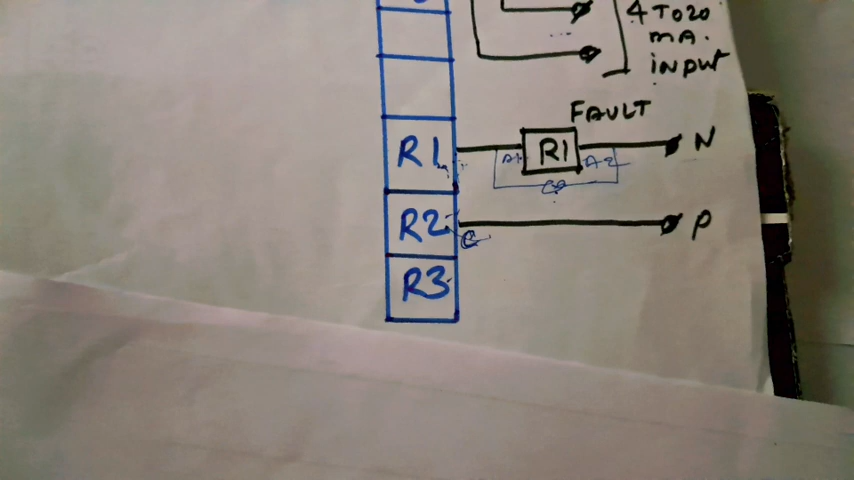 4 TO 20
mA.
INPUT
FAULT
R1 R1 N
A1 A2
R2 P
C
R3